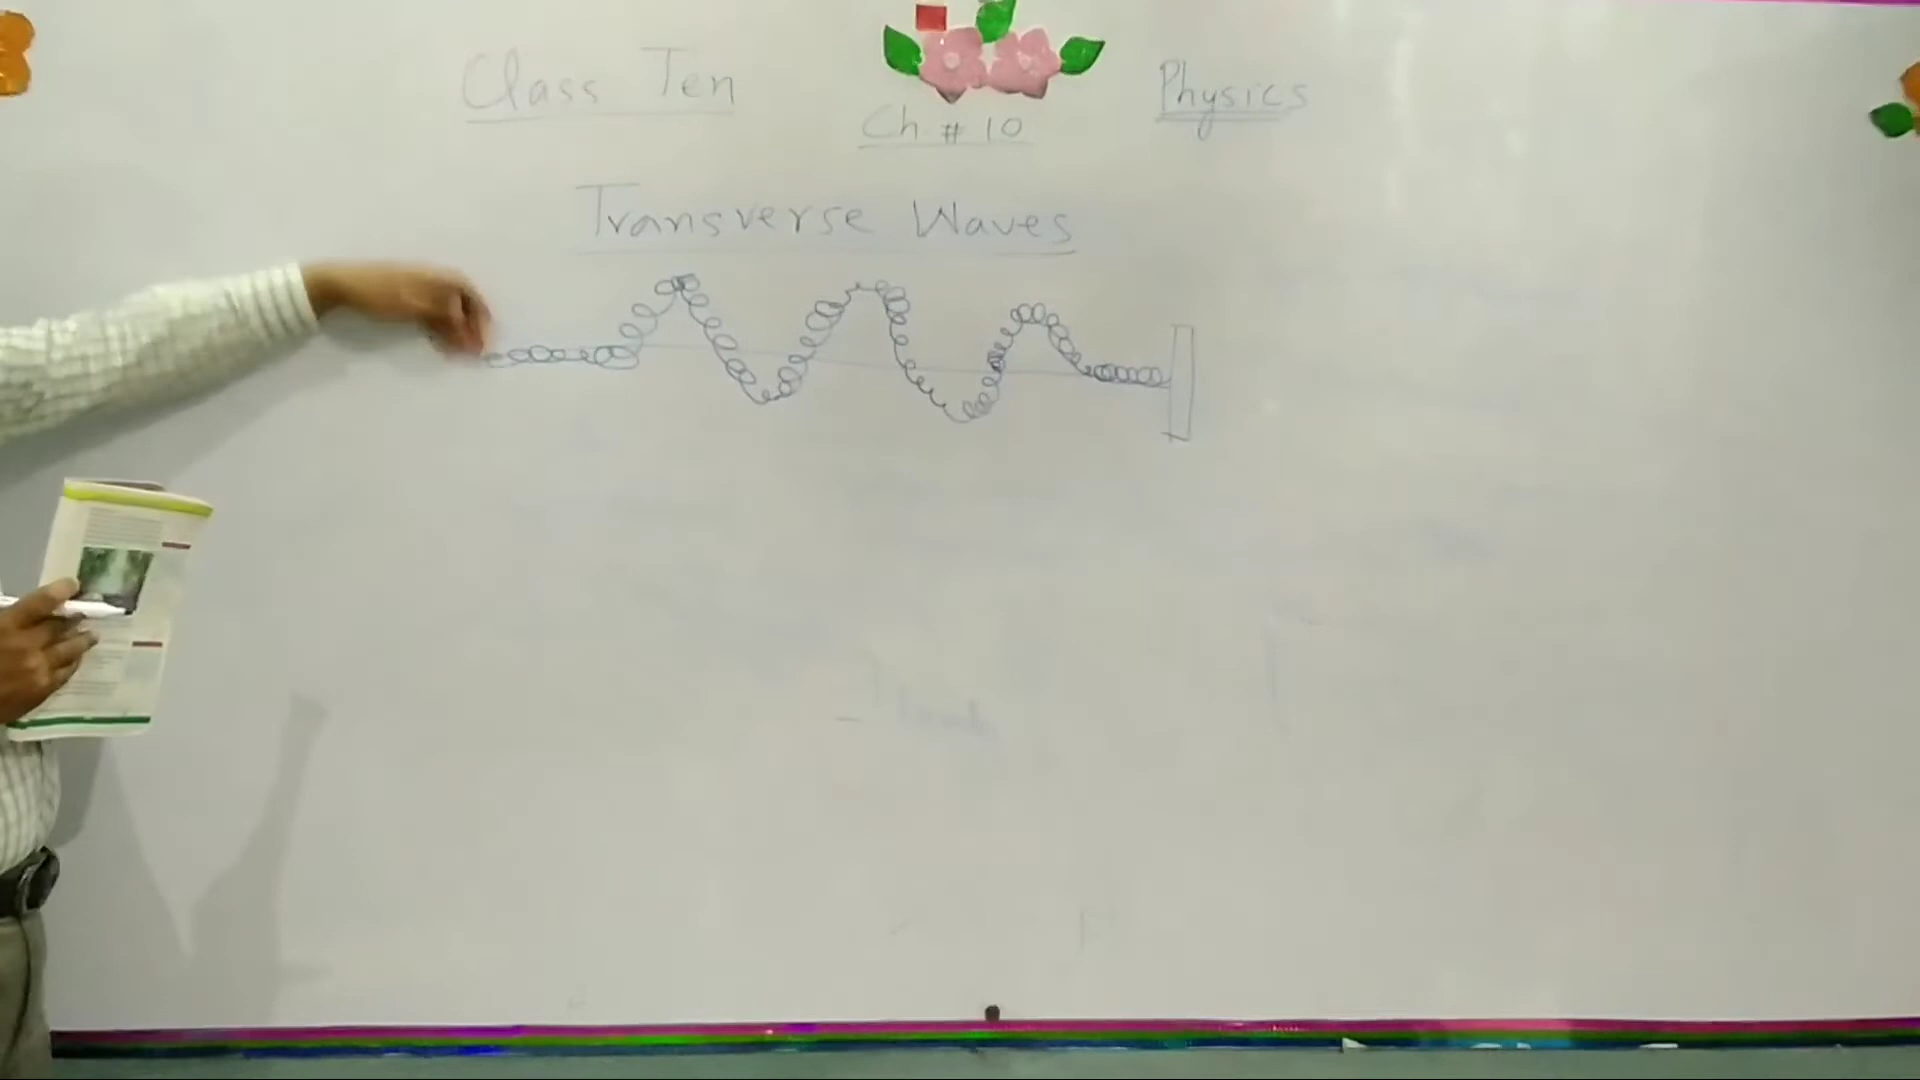 Class Ten
Physics
Ch # 10
Transverse Waves